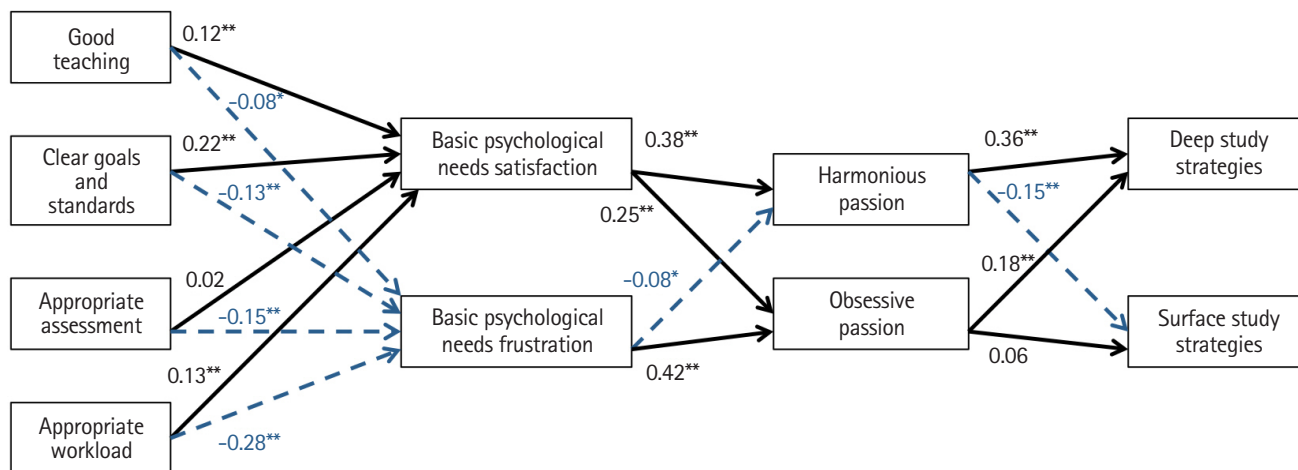 Good
teaching
0.12**
-0.08*
Clear goals
and
standards
0.22**
-0.13**
Appropriate
assessment
0.02
-0.15**
Appropriate
workload
0.13**
-0.28**
Basic psychological
needs satisfaction
0.38**
0.25**
Basic psychological
needs frustration
-0.08*
0.42**
Harmonious
passion
0.36**
-0.15**
Obsessive
passion
0.18**
0.06
Deep study
strategies
Surface study
strategies